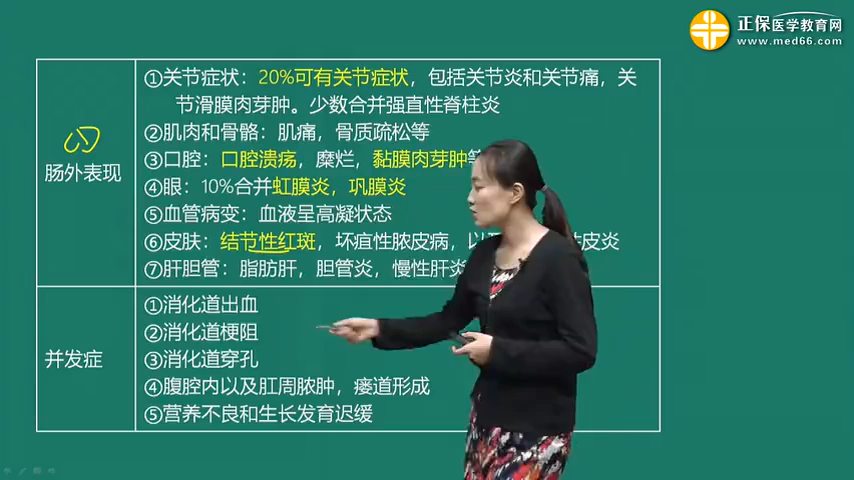 正保医学教育网
www.med66.com
肠外表现
①关节症状：20%可有关节症状，包括关节炎和关节痛，关
节滑膜肉芽肿。少数合并强直性脊柱炎
②肌肉和骨骼：肌痛，骨质疏松等
③口腔：口腔溃疡，糜烂，黏膜肉芽肿等
④眼：10%合并虹膜炎，巩膜炎
⑤血管病变：血液呈高凝状态
⑥皮肤：结节性红斑，坏疽性脓皮病，以 性皮炎
⑦肝胆管：脂肪肝，胆管炎，慢性肝炎
并发症
①消化道出血
②消化道梗阻
③消化道穿孔
④腹腔内以及肛周脓肿，瘘道形成
⑤营养不良和生长发育迟缓